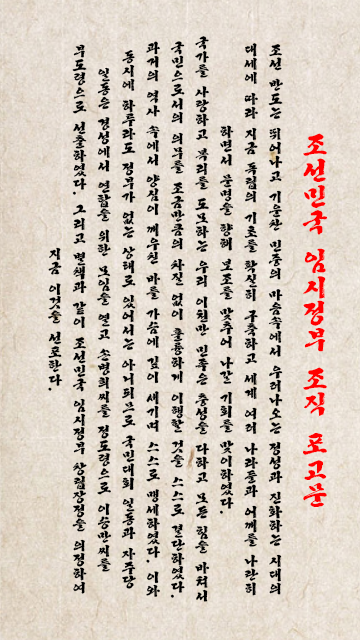 조선민국 임시정부 조직 포고문
조선 반도는 뛰어나고 기운찬 민중의 마음속에서 우러나오는 정성과 진화하는 시대의
대세에 따라 지금 독립의 기초를 확실히 구축하고 세계 여러 나라들과 어깨를 나란히
하면서 문명을 향해 보조를 맞추어 나갈 기회를 맞이하였다.
국가를 사랑하고 복리를 도모하는 우리 이천만 민족은 충성을 다하고 모든 힘을 바쳐서
국민으로서의 의무를 조금만큼의 차질 없이 훌륭하게 이행할 것을 스스로 결단하였다.
과거의 역사 속에서 양심이 깨우친 바를 가슴에 깊이 새기며 스스로 맹세하였다. 이와
동시에 하루라도 정부가 없는 상태로 있어서는 아니되므로 국민대회 일동과 자주당
일동은 경성에서 연합을 위한 모임을 열고 손병희씨를 정도령으로 이승만씨를
부도령으로 선출하였다. 그리고 별책과 같이 조선민국 임시정부 창립장정을 의정하여
지금 이것을 선포한다.